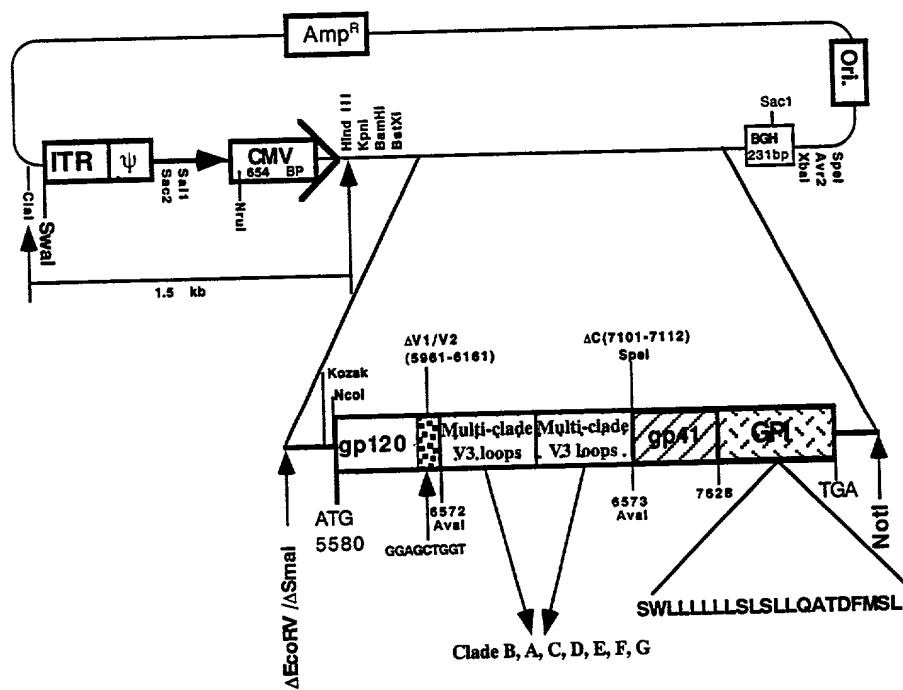 Amp^R
Ori.
Sac1
BGH
231bp
XbaI
Avr2
SpeI
Hind III
KpnI
BamHI
BstXI
ITR
ψ
CMV
654 BP
ClaI
SwaI
Sac2
Sal1
NruI
1.5 kb
ΔV1/V2
(5961-6161)
ΔC(7101-7112)
SpeI
Kozak
NcoI
gp120
Multi-clade
V3 loops
Multi-clade
V3 loops
gp41
GPI
ATG
5580
6572
AvaI
GGAGCTGGT
6573
AvaI
7628
TGA
NotI
ΔEcoRV /ΔSmaI
SWLLLLLLSLSLLQATDFMSL
Clade B, A, C, D, E, F, G